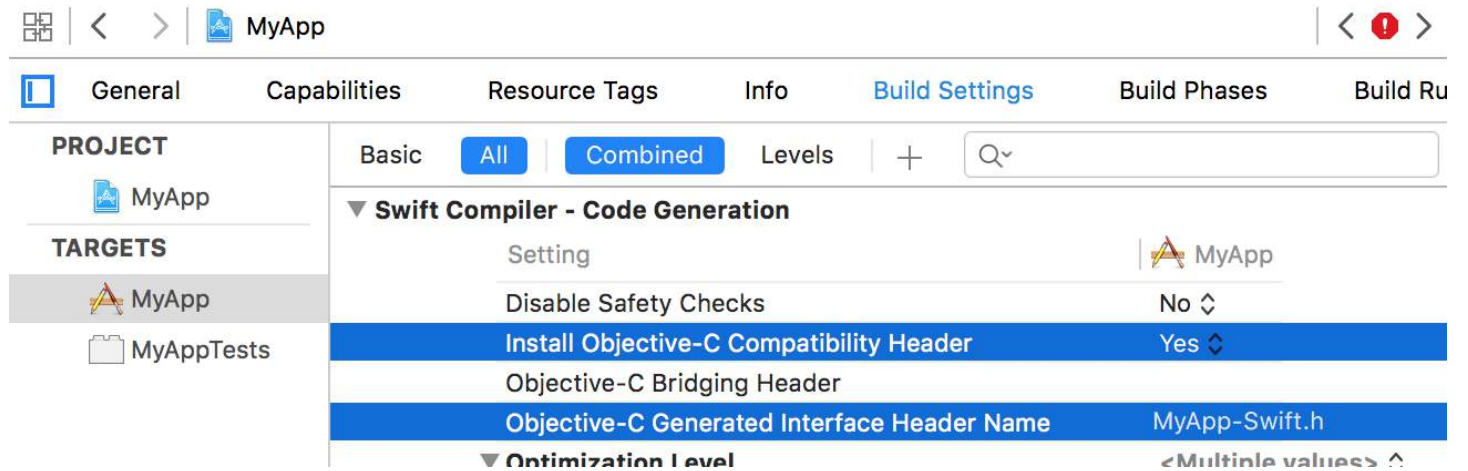 MyApp
General Capabilities Resource Tags Info Build Settings Build Phases Build Ru
PROJECT
MyApp
TARGETS
MyApp
MyAppTests
Basic All Combined Levels
Swift Compiler - Code Generation
Setting MyApp
Disable Safety Checks No
Install Objective-C Compatibility Header Yes
Objective-C Bridging Header
Objective-C Generated Interface Header Name MyApp-Swift.h
Optimization Level <Multiple values>